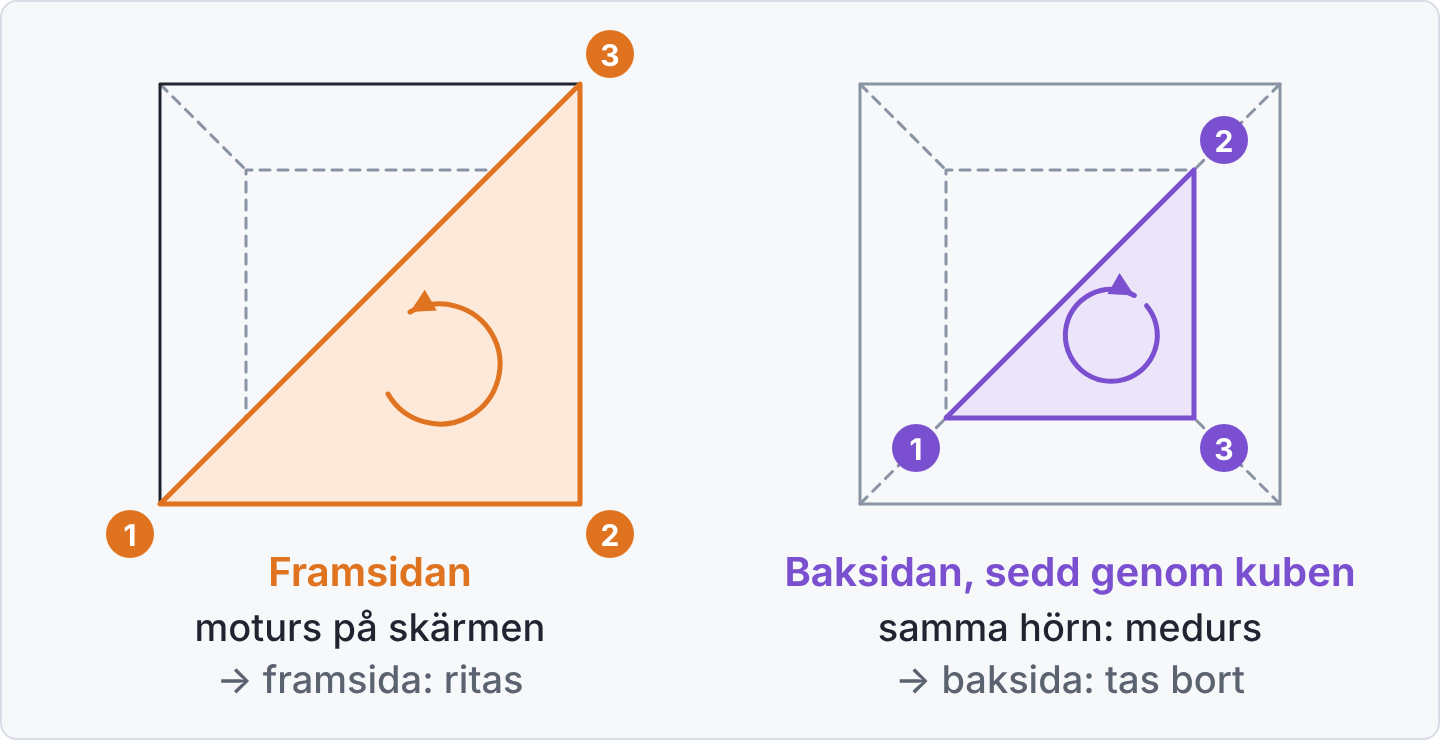 3
1
2
Framsidan
moturs på skärmen
→ framsida: ritas
2
1
3
Baksidan, sedd genom kuben
samma hörn: medurs
→ baksida: tas bort